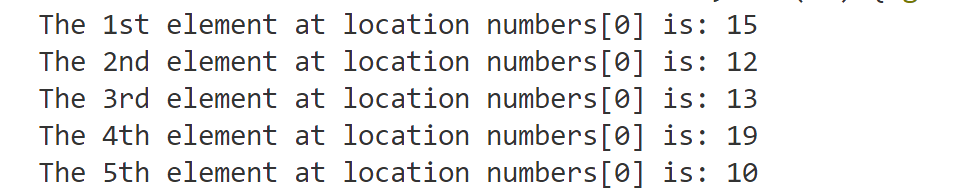 The 1st element at location numbers[0] is: 15
The 2nd element at location numbers[0] is: 12
The 3rd element at location numbers[0] is: 13
The 4th element at location numbers[0] is: 19
The 5th element at location numbers[0] is: 10